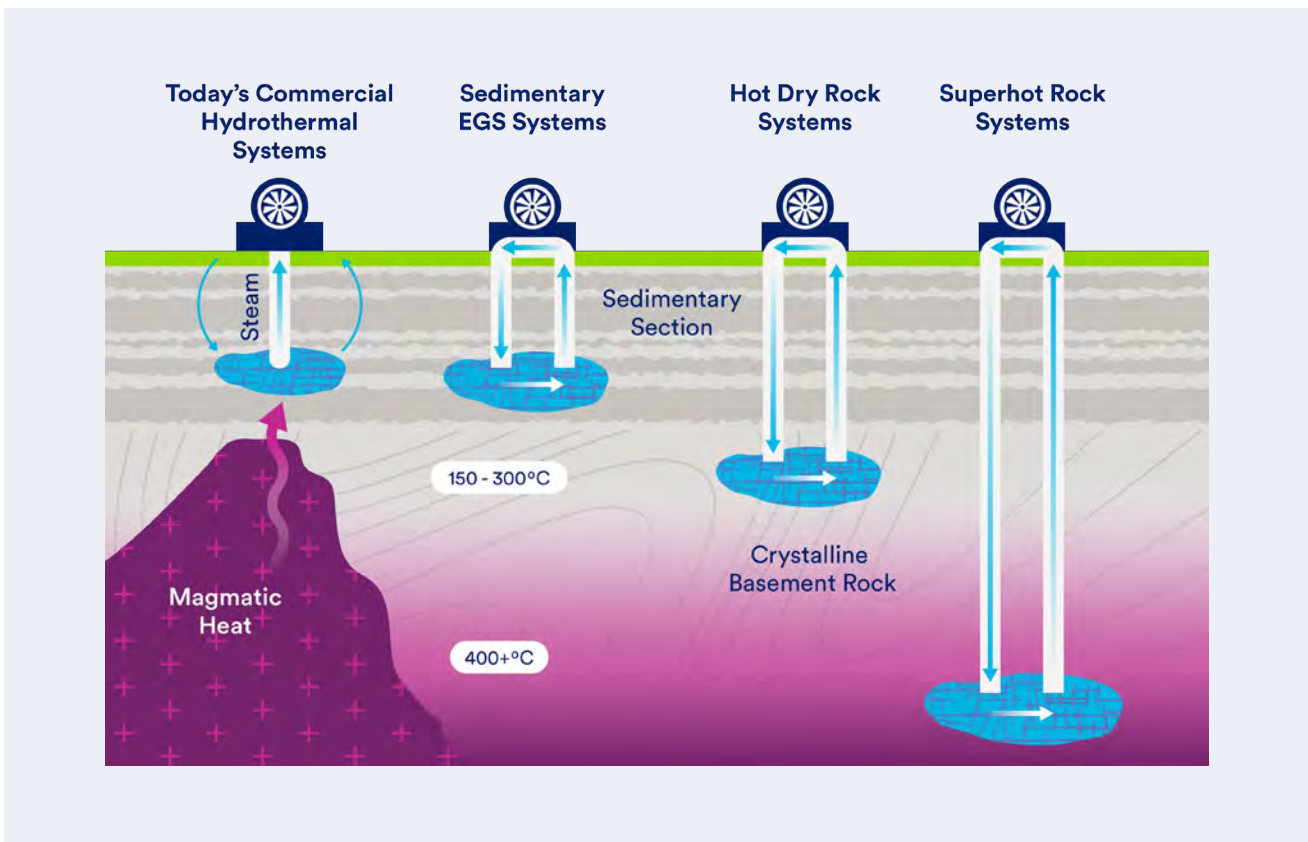 Today's Commercial
Hydrothermal
Systems
Sedimentary
EGS Systems
Hot Dry Rock
Systems
Superhot Rock
Systems
Steam
Sedimentary
Section
150 - 300°C
Crystalline
Basement Rock
Magmatic
Heat
400+°C